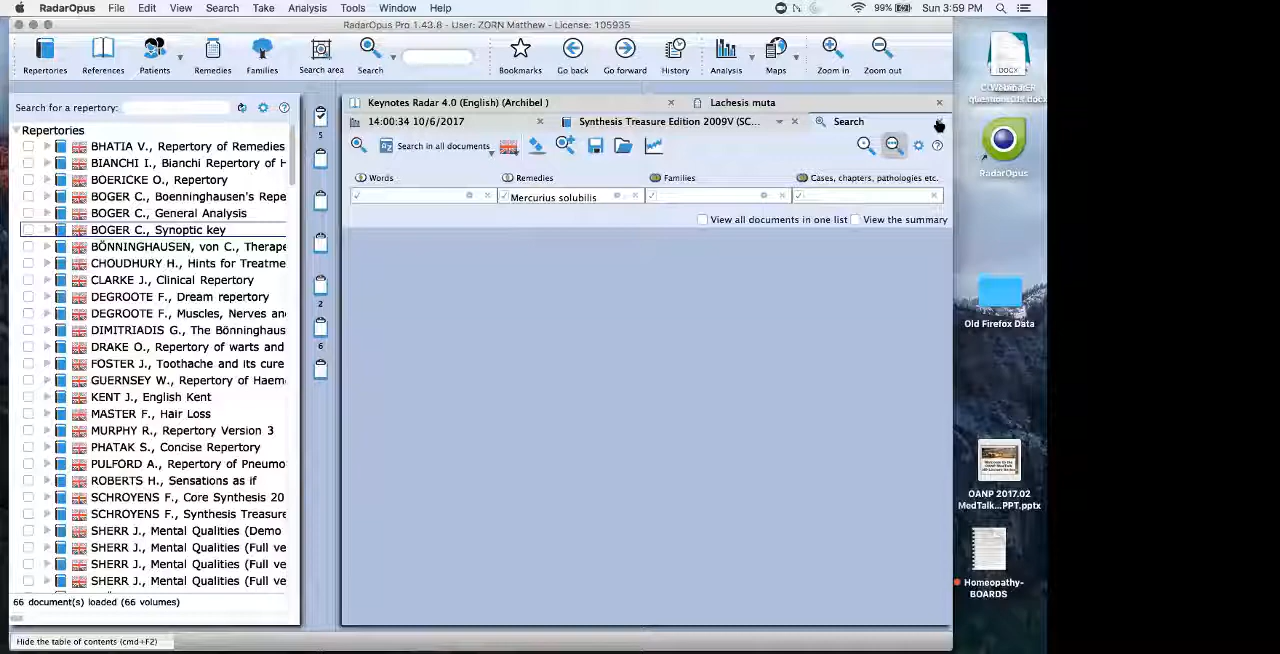 RadarOpus File Edit View Search Take Analysis Tools Window Help 99% Sun 3:59 PM
RadarOpus Pro 1.43.8 - User: ZORN Matthew - License: 105935
Repertories References Patients Remedies Families Search area Search Bookmarks Go back Go forward History Analysis Maps Zoom in Zoom out
Search for a repertory:
Keynotes Radar 4.0 (English) (Archibel )
Lachesis muta
14:00:34 10/6/2017
Synthesis Treasure Edition 2009V (SC...
Search
Search in all documents
Words Remedies Families Cases, chapters, pathologies etc.
Mercurius solubilis
View all documents in one list
View the summary
Repertories
BHATIA V., Repertory of Remedies
BIANCHI I., Bianchi Repertory of H
BOERICKE O., Repertory
BOGER C., Boenninghausen's Repe
BOGER C., General Analysis
BOGER C., Synoptic key
BÖNNINGHAUSEN, von C., Therape
CHOUDHURY H., Hints for Treatme
CLARKE J., Clinical Repertory
DEGROOTE F., Dream repertory
DEGROOTE F., Muscles, Nerves and
DIMITRIADIS G., The Bönninghaus
DRAKE O., Repertory of warts and
FOSTER J., Toothache and its cure
GUERNSEY W., Repertory of Haem
KENT J., English Kent
MASTER F., Hair Loss
MURPHY R., Repertory Version 3
PHATAK S., Concise Repertory
PULFORD A., Repertory of Pneumo
ROBERTS H., Sensations as if
SCHROYENS F., Core Synthesis 20
SCHROYENS F., Synthesis Treasure
SHERR J., Mental Qualities (Demo
SHERR J., Mental Qualities (Full ve
SHERR J., Mental Qualities (Full ve
SHERR J., Mental Qualities (Full ve
66 document(s) loaded (66 volumes)
Hide the table of contents (cmd+F2)
5
2
6
DOCX
RadarOpus
Old Firefox Data
OANP 2017.02
MedTalk...PPT.pptx
Homeopathy-
BOARDS